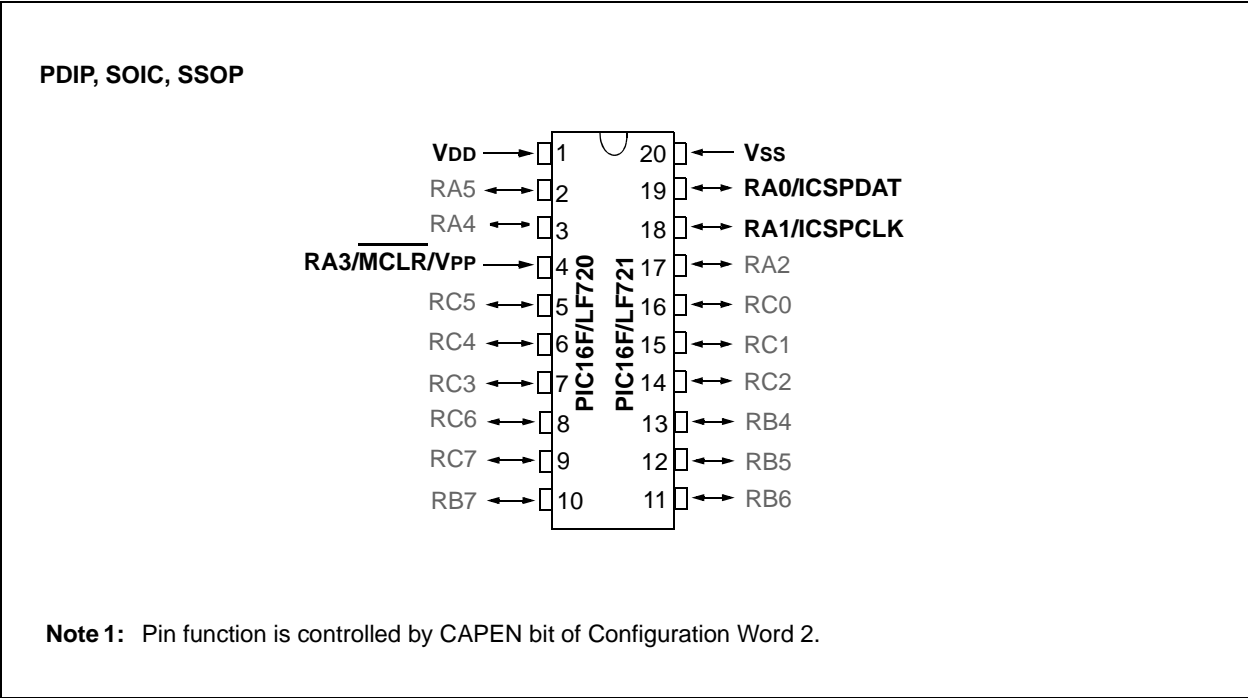 PDIP, SOIC, SSOP
VDD 1 20 VSS
RA5 2 19 RA0/ICSPDAT
RA4 3 18 RA1/ICSPCLK
RA3/MCLR/VPP 4 17 RA2
RC5 5 16 RC0
RC4 6 15 RC1
RC3 7 14 RC2
RC6 8 13 RB4
RC7 9 12 RB5
RB7 10 11 RB6
PIC16F/LF720
PIC16F/LF721
Note 1: Pin function is controlled by CAPEN bit of Configuration Word 2.